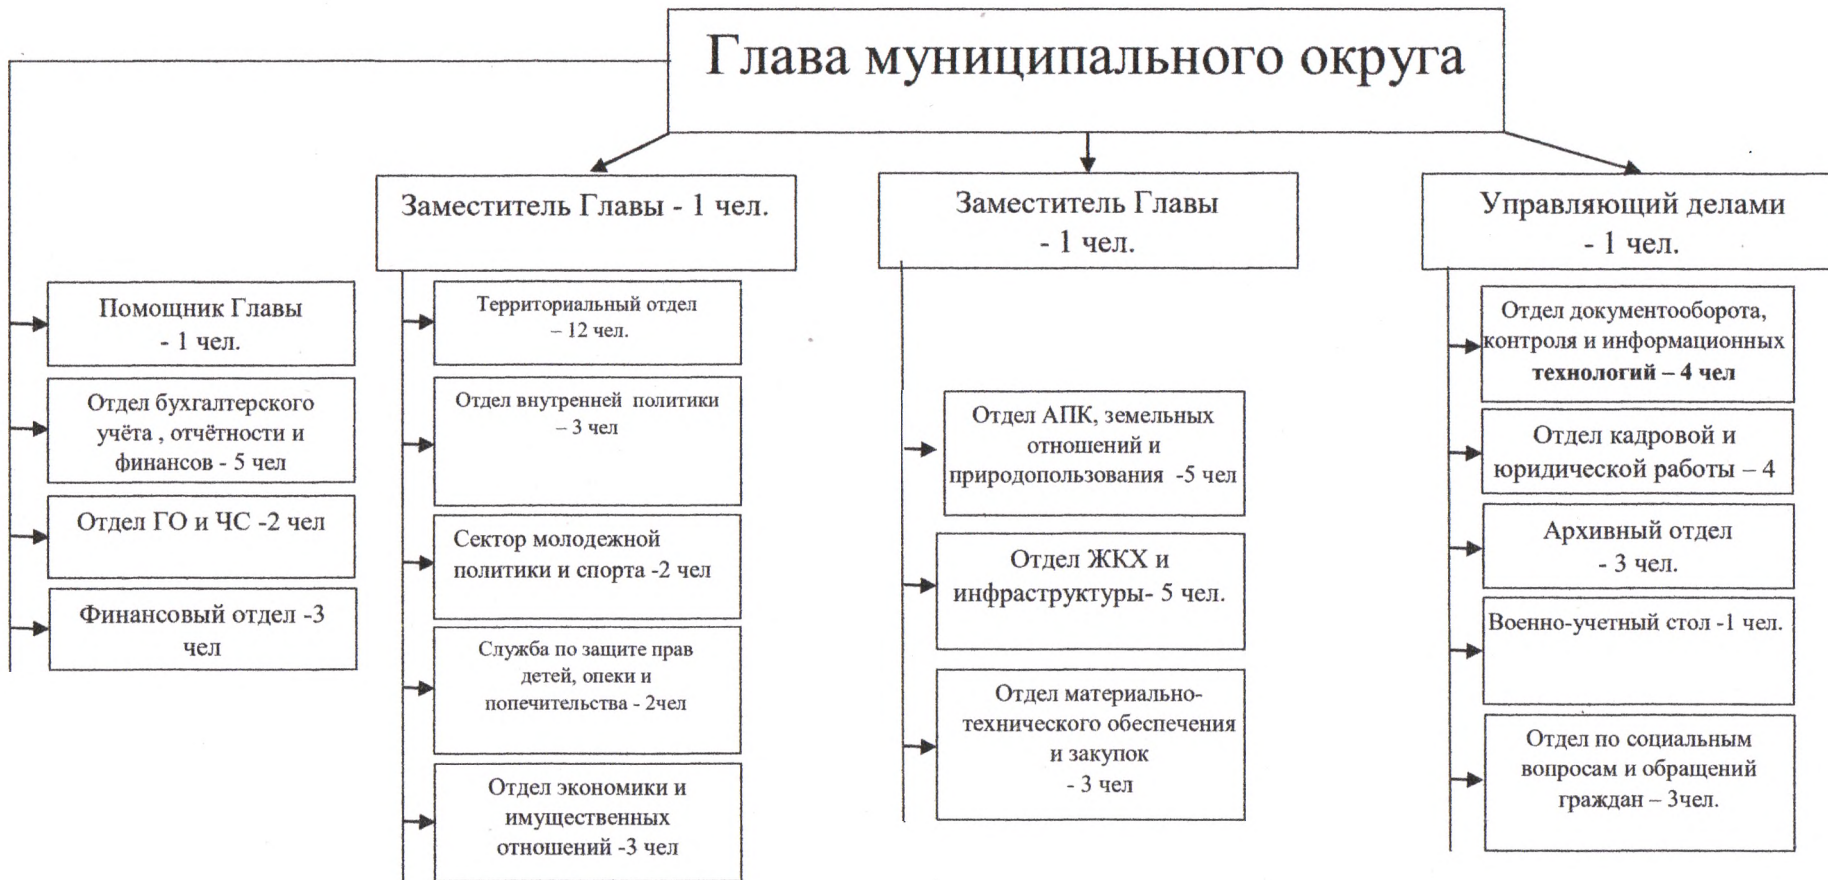 Глава муниципального округа
Заместитель Главы - 1 чел.
Заместитель Главы
- 1 чел.
Управляющий делами
- 1 чел.
Помощник Главы
- 1 чел.
Отдел бухгалтерского
учёта , отчётности и
финансов - 5 чел
Отдел ГО и ЧС -2 чел
Финансовый отдел -3
чел
Территориальный отдел
– 12 чел.
Отдел внутренней политики
– 3 чел
Сектор молодежной
политики и спорта -2 чел
Служба по защите прав
детей, опеки и
попечительства - 2чел
Отдел экономики и
имущественных
отношений -3 чел
Отдел АПК, земельных
отношений и
природопользования -5 чел
Отдел ЖКХ и
инфраструктуры- 5 чел.
Отдел материально-
технического обеспечения
и закупок
- 3 чел
Отдел документооборота,
контроля и информационных
технологий – 4 чел
Отдел кадровой и
юридической работы – 4
Архивный отдел
- 3 чел.
Военно-учетный стол -1 чел.
Отдел по социальным
вопросам и обращений
граждан – 3чел.